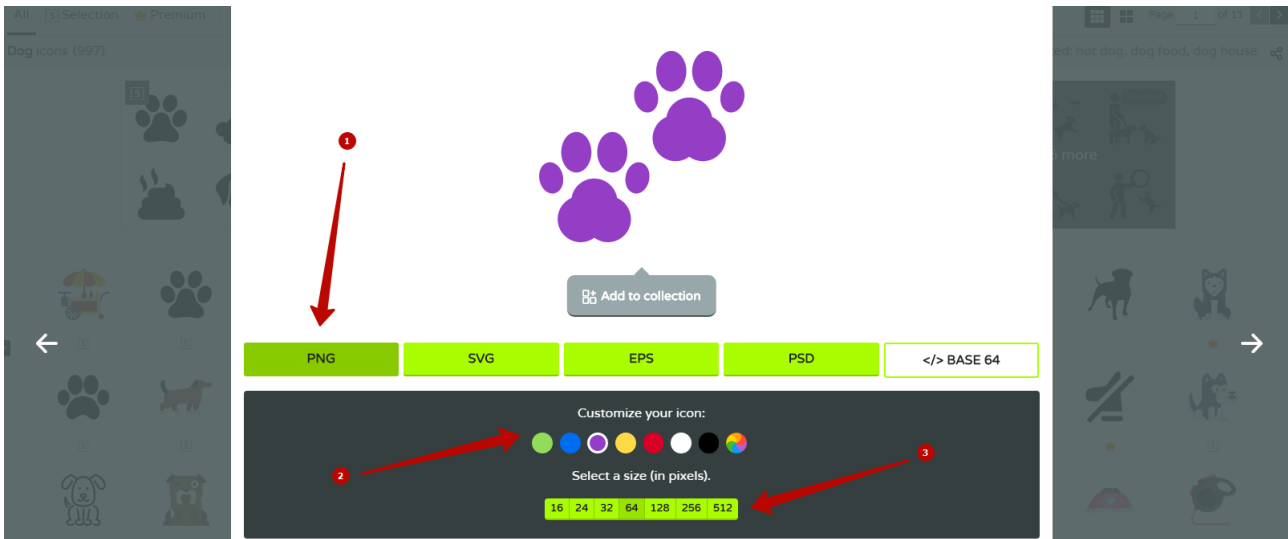 All [S] Selection Premium
Page 1 of 11
Dog icons (997)
ed: hot dog, dog food, dog house
[S]
more
1
Add to collection
PNG SVG EPS PSD </> BASE 64
Customize your icon:
2
3
Select a size (in pixels).
16 24 32 64 128 256 512